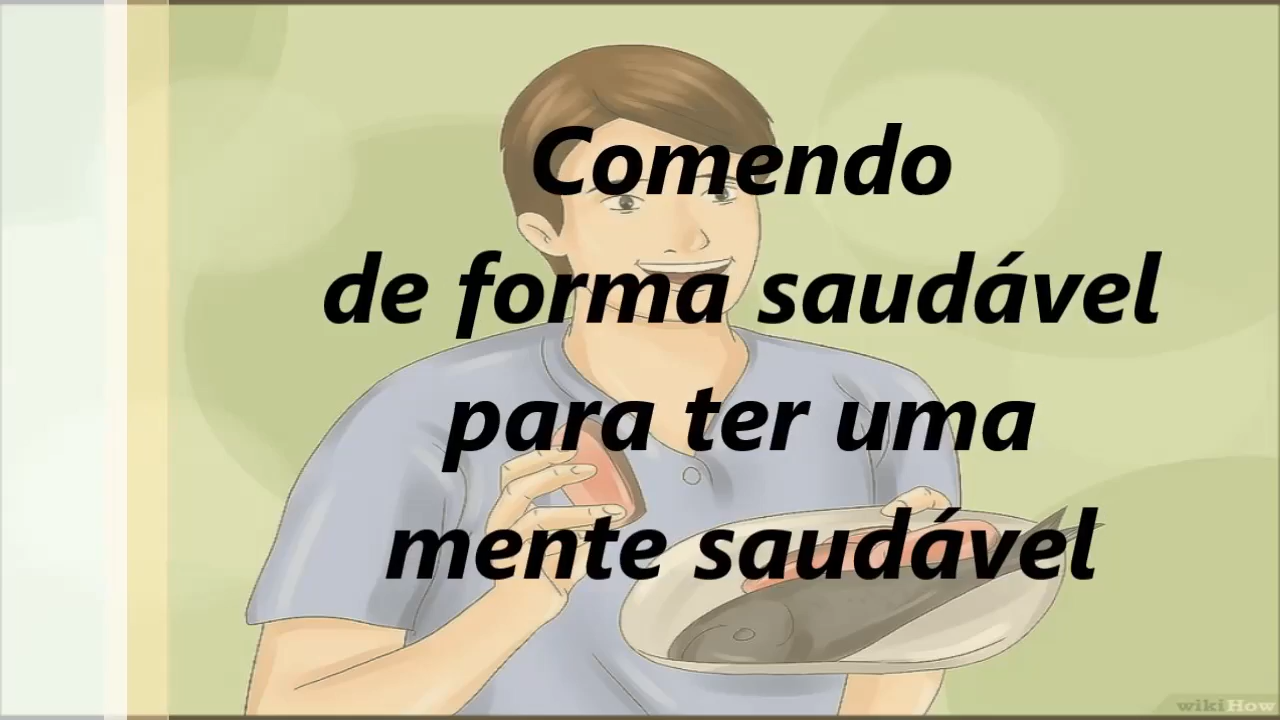 Comendo
de forma saudável
para ter uma
mente saudável
wikiHow